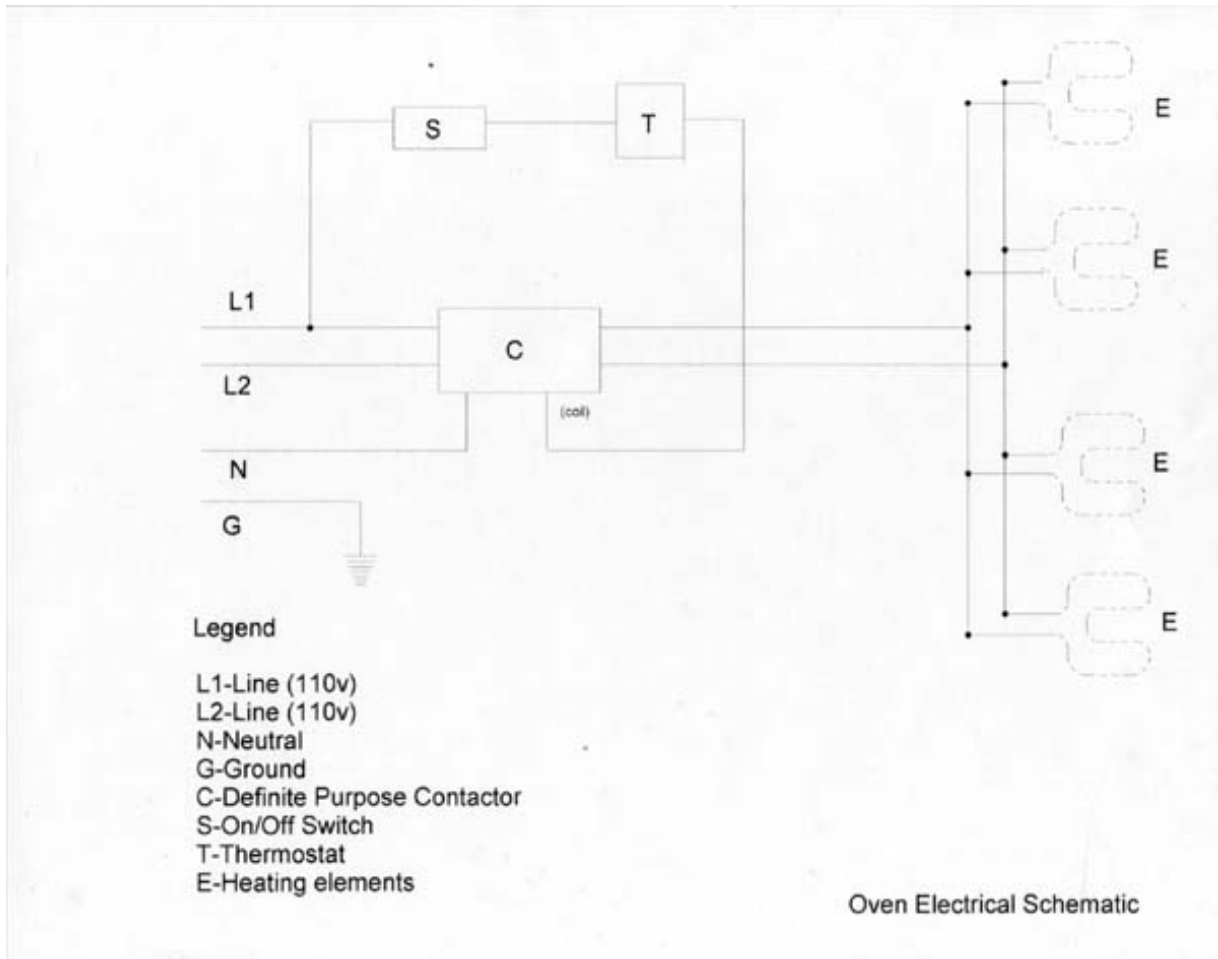 S
T
E
E
L1
C
L2
(coil)
E
N
G
E
Legend
L1-Line (110v)
L2-Line (110v)
N-Neutral
G-Ground
C-Definite Purpose Contactor
S-On/Off Switch
T-Thermostat
E-Heating elements
Oven Electrical Schematic